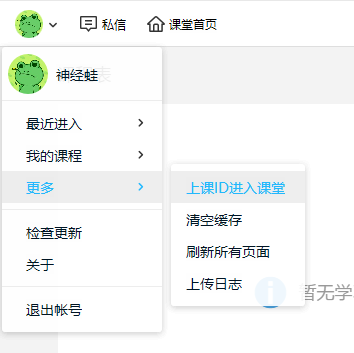 私信 课堂首页
神经蛙
最近进入
我的课程
更多
上课ID进入课堂
清空缓存
刷新所有页面
上传日志
检查更新
关于
退出帐号
暂无学